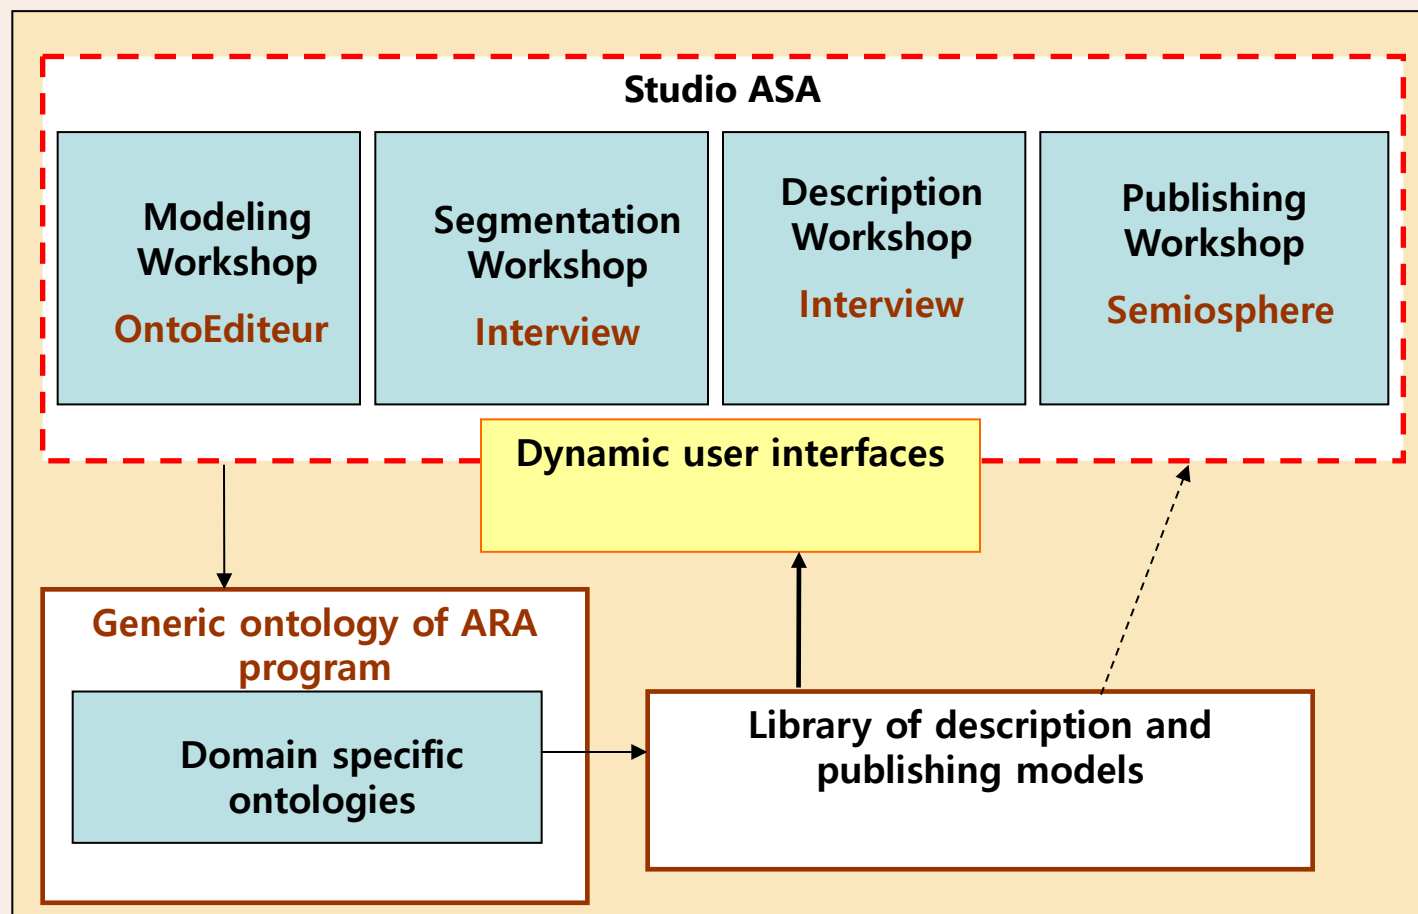 Studio ASA
Modeling
Workshop
OntoEditeur
Segmentation
Workshop
Interview
Description
Workshop
Interview
Publishing
Workshop
Semiosphere
Dynamic user interfaces
Generic ontology of ARA
program
Domain specific
ontologies
Library of description and
publishing models